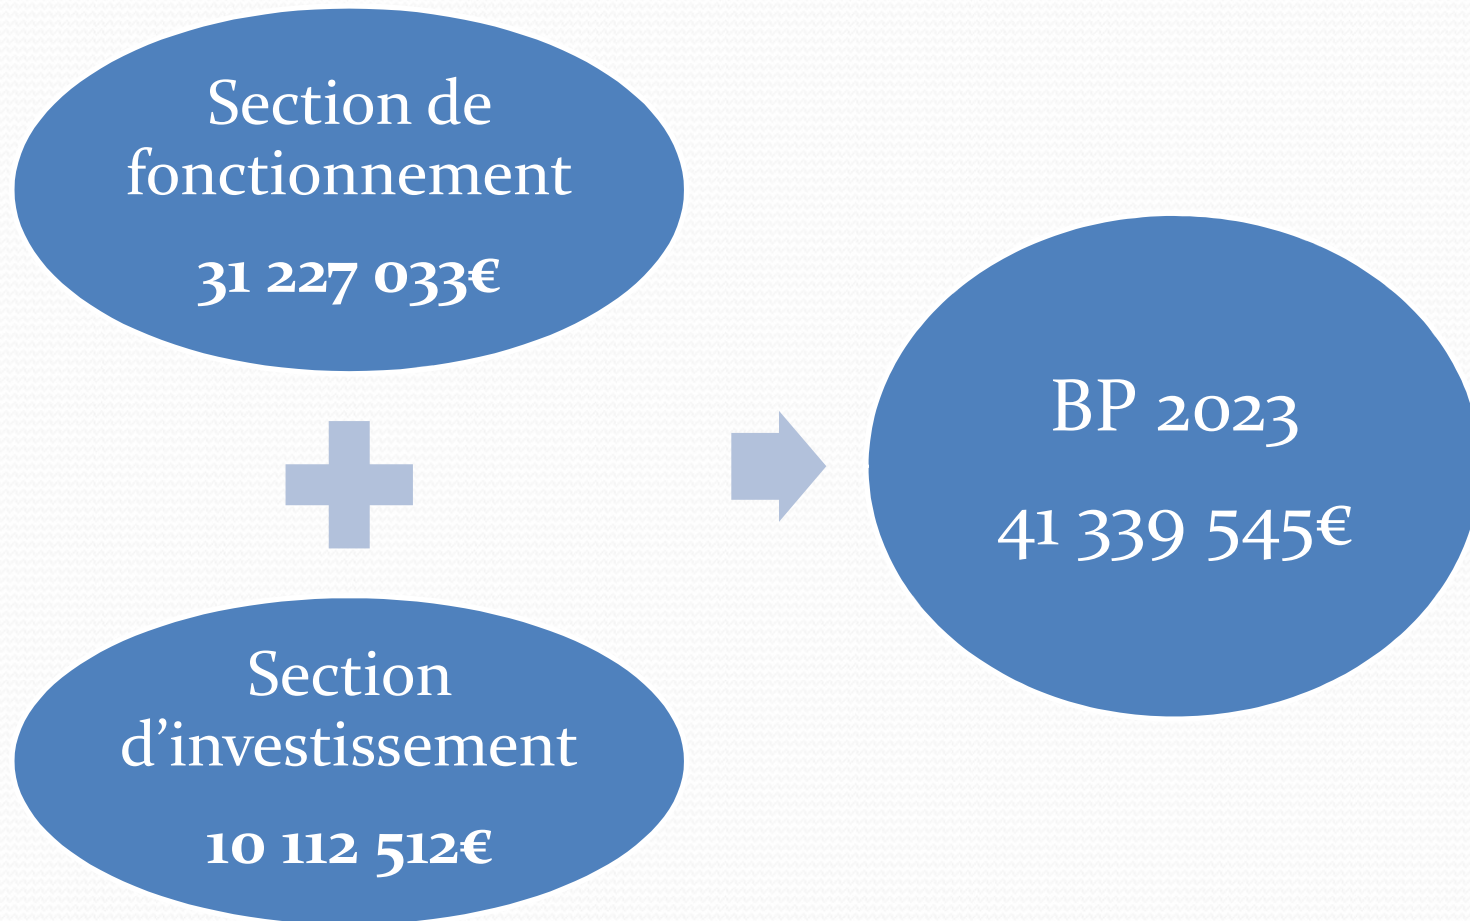 Section de
fonctionnement
31 227 033€
Section
d’investissement
10 112 512€
BP 2023
41 339 545€